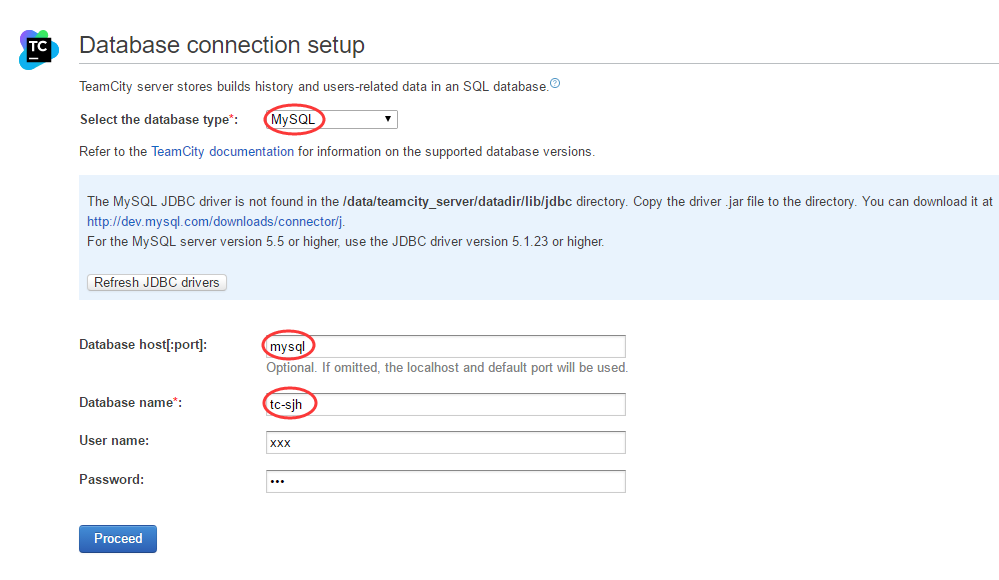 TC
Database connection setup
TeamCity server stores builds history and users-related data in an SQL database.?
Select the database type*: MySQL
Refer to the TeamCity documentation for information on the supported database versions.
The MySQL JDBC driver is not found in the /data/teamcity_server/datadir/lib/jdbc directory. Copy the driver .jar file to the directory. You can download it at
http://dev.mysql.com/downloads/connector/j.
For the MySQL server version 5.5 or higher, use the JDBC driver version 5.1.23 or higher.
Refresh JDBC drivers
Database host[:port]: mysql
Optional. If omitted, the localhost and default port will be used.
Database name*: tc-sjh
User name: xxx
Password: •••
Proceed